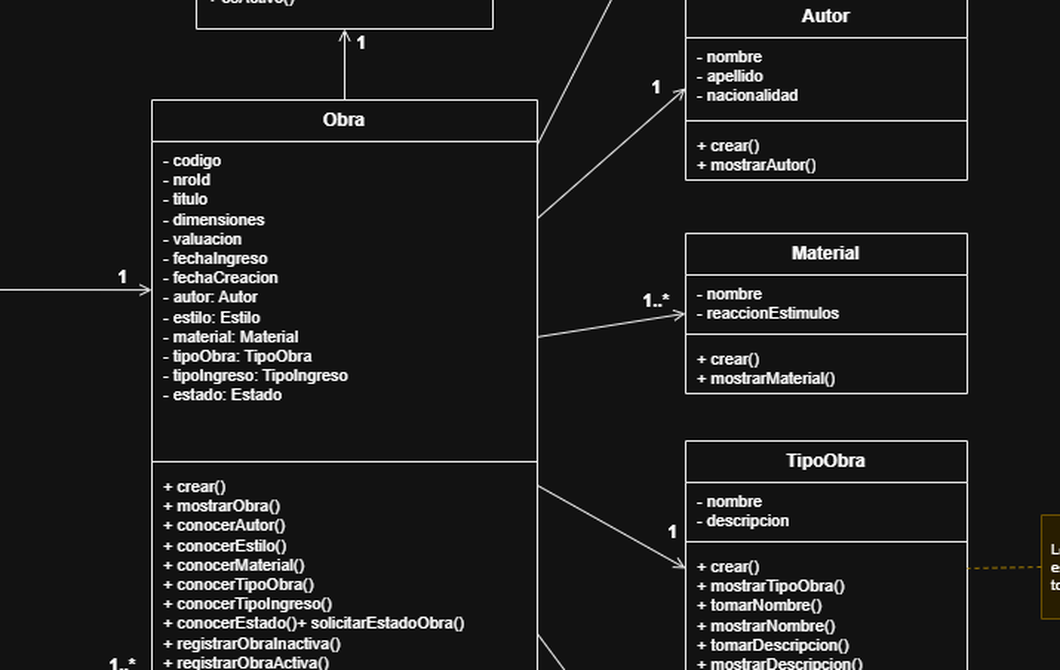 1
Obra
- codigo
- nroId
- titulo
- dimensiones
- valuacion
- fechaIngreso
- fechaCreacion
- autor: Autor
- estilo: Estilo
- material: Material
- tipoObra: TipoObra
- tipoIngreso: TipoIngreso
- estado: Estado
+ crear()
+ mostrarObra()
+ conocerAutor()
+ conocerEstilo()
+ conocerMaterial()
+ conocerTipoObra()
+ conocerTipoIngreso()
+ conocerEstado()+ solicitarEstadoObra()
+ registrarObraInactiva()
+ registrarObraActiva()
1
1..*
1
Autor
- nombre
- apellido
- nacionalidad
+ crear()
+ mostrarAutor()
1..*
Material
- nombre
- reaccionEstimulos
+ crear()
+ mostrarMaterial()
1
TipoObra
- nombre
- descripcion
+ crear()
+ mostrarTipoObra()
+ tomarNombre()
+ mostrarNombre()
+ tomarDescripcion()
+ mostrarDescripcion()